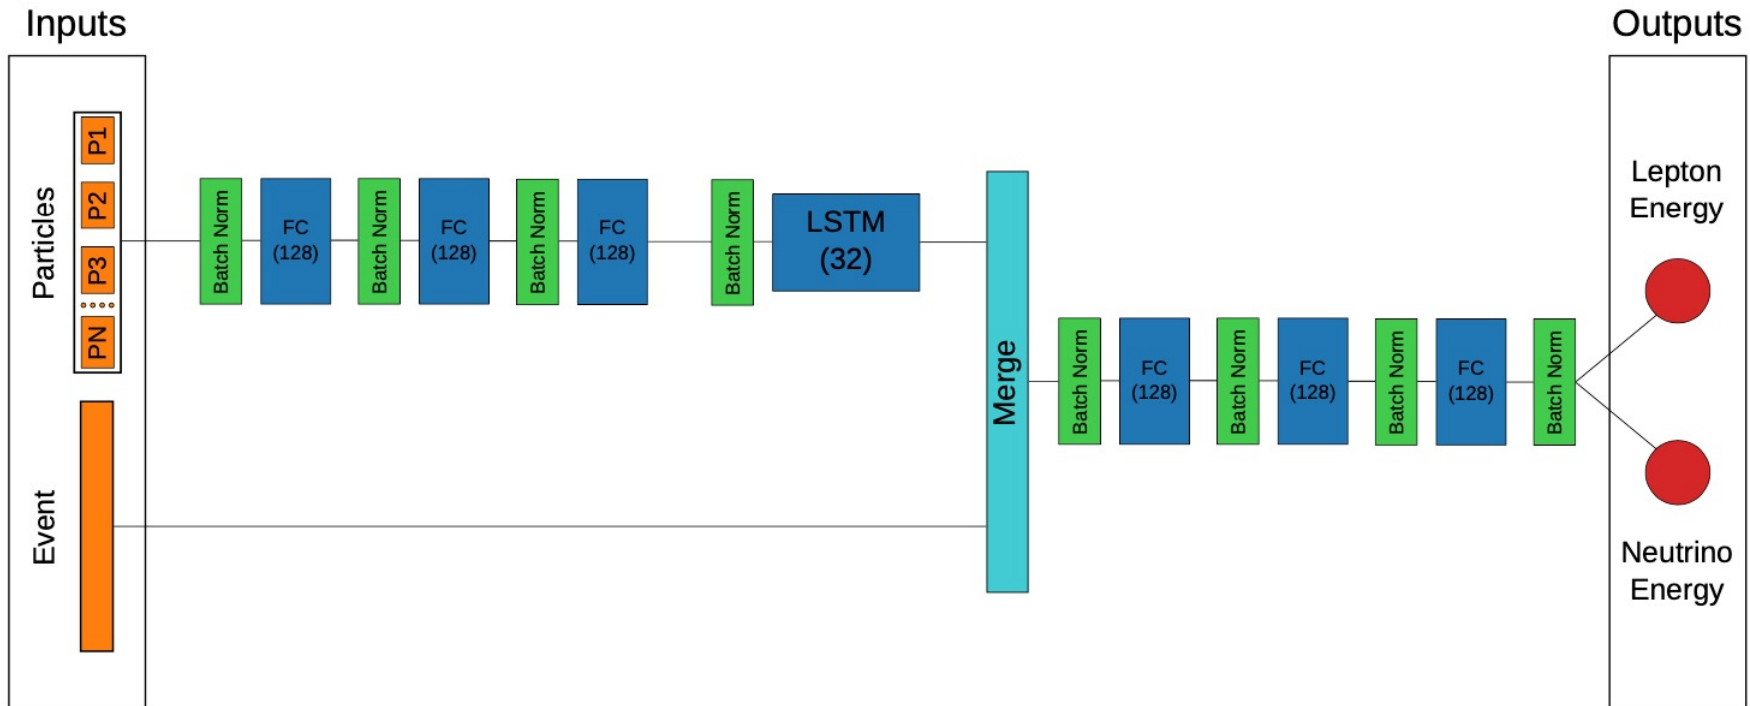 Inputs
Outputs
Particles
P1
P2
P3
PN
Batch Norm
FC
(128)
Batch Norm
FC
(128)
Batch Norm
FC
(128)
Batch Norm
LSTM
(32)
Event
Merge
Batch Norm
FC
(128)
Batch Norm
FC
(128)
Batch Norm
FC
(128)
Batch Norm
Lepton
Energy
Neutrino
Energy